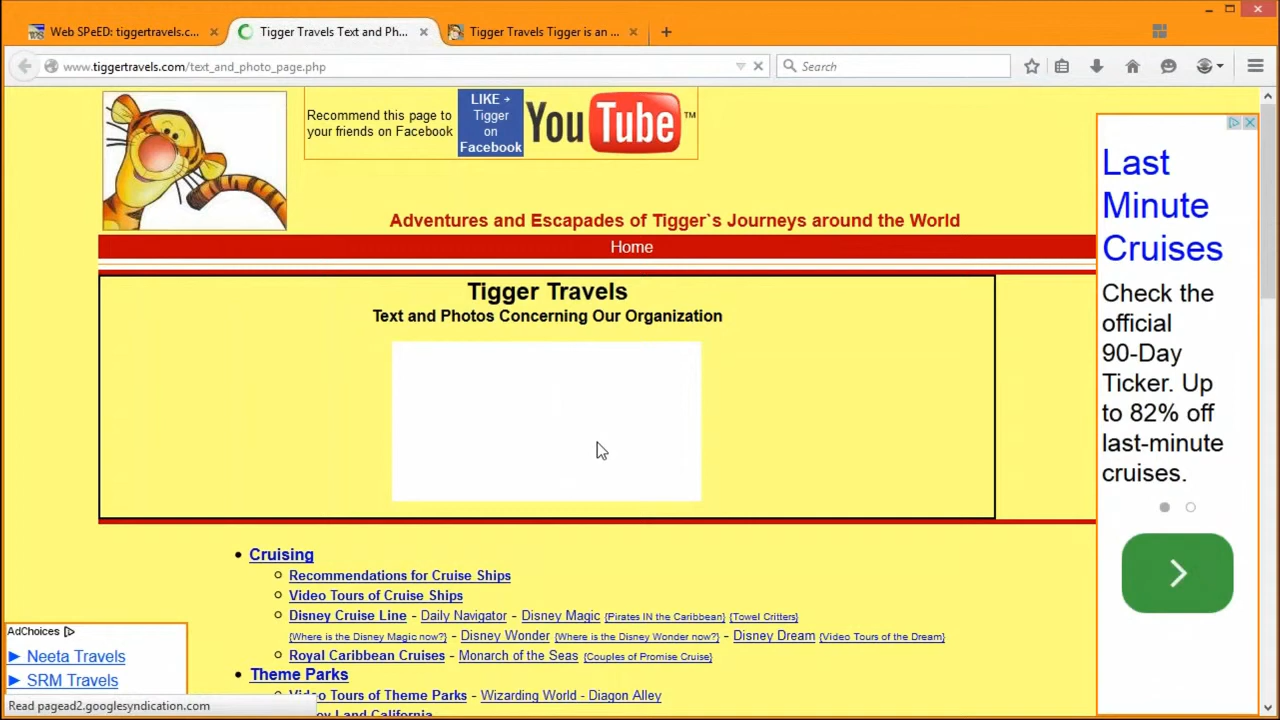 Web SPeED: tiggertravels.c...
Tigger Travels Text and Ph...
Tigger Travels Tigger is an ...
www.tiggertravels.com/text_and_photo_page.php
Search
Recommend this page to
your friends on Facebook
LIKE →
Tigger
on
Facebook
YouTube™
Adventures and Escapades of Tigger`s Journeys around the World
Home
Tigger Travels
Text and Photos Concerning Our Organization
Last
Minute
Cruises
Check the
official
90-Day
Ticker. Up
to 82% off
last-minute
cruises.
Cruising
Recommendations for Cruise Ships
Video Tours of Cruise Ships
Disney Cruise Line - Daily Navigator - Disney Magic {Pirates IN the Caribbean} {Towel Critters}
{Where is the Disney Magic now?} - Disney Wonder {Where is the Disney Wonder now?} - Disney Dream {Video Tours of the Dream}
Royal Caribbean Cruises - Monarch of the Seas {Couples of Promise Cruise}
Theme Parks
Video Tours of Theme Parks - Wizarding World - Diagon Alley
Land California
AdChoices
Neeta Travels
SRM Travels
Read pagead2.googlesyndication.com